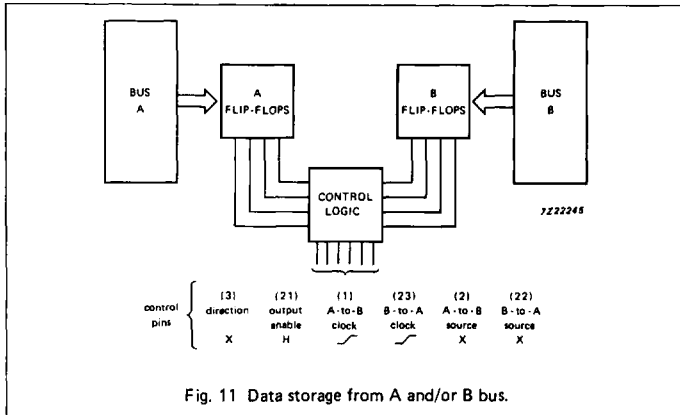 BUS
A
A
FLIP-FLOPS
B
FLIP-FLOPS
BUS
B
CONTROL
LOGIC
7Z22245
control
pins
(3) (21) (1) (23) (2) (22)
direction output A-to-B B-to-A A-to-B B-to-A
enable clock clock source source
X H X X
Fig. 11 Data storage from A and/or B bus.